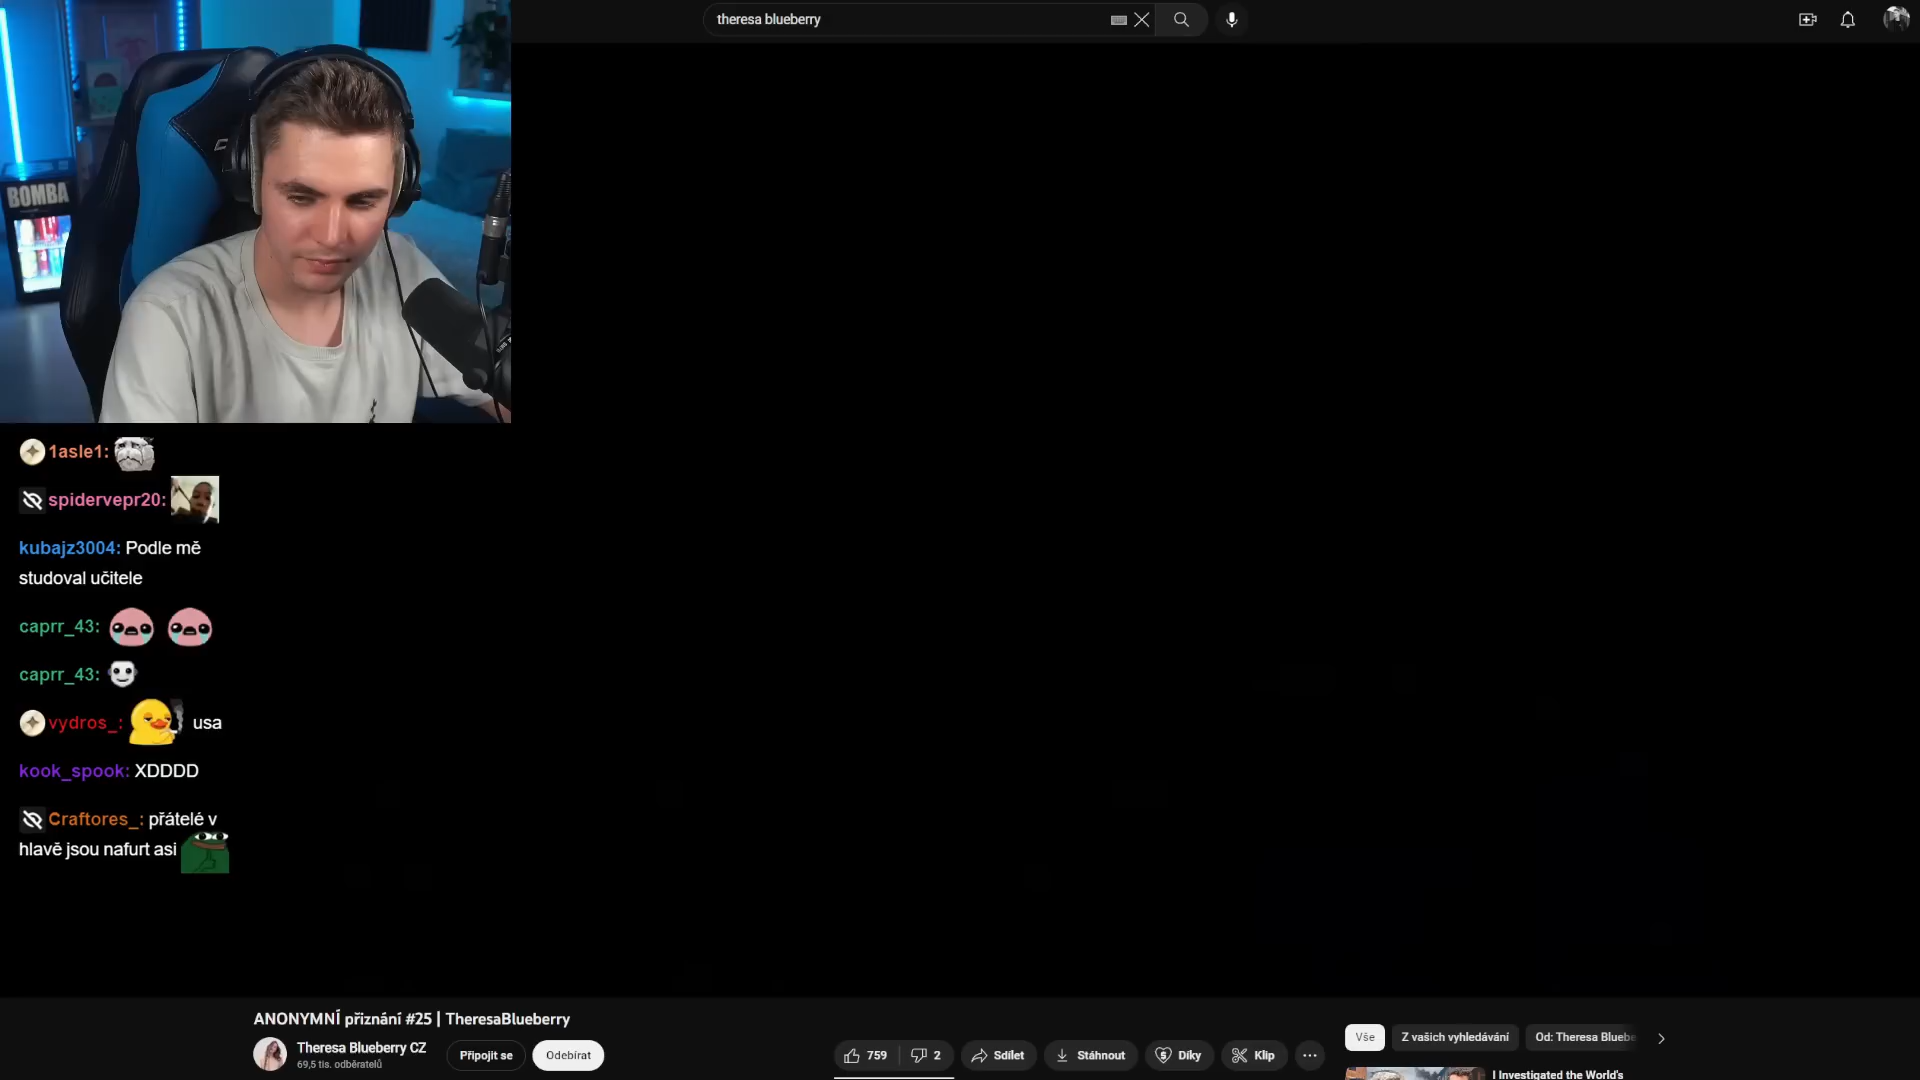 theresa blueberry
BOMBA
1asle1:
spidervepr20:
kubajz3004: Podle mě
studoval učitele
caprr_43:
caprr_43:
vydros_: usa
kook_spook: XDDDD
Craftores_: přátelé v
hlavě jsou nafurt asi
ANONYMNÍ přiznání #25 | TheresaBlueberry
Theresa Blueberry CZ
69,5 tis. odběratelů
Připojit se
Odebírat
759
2
Sdílet
Stáhnout
Díky
Klip
Vše
Z vašich vyhledávání
Od: Theresa Bluebe
I Investigated the World's